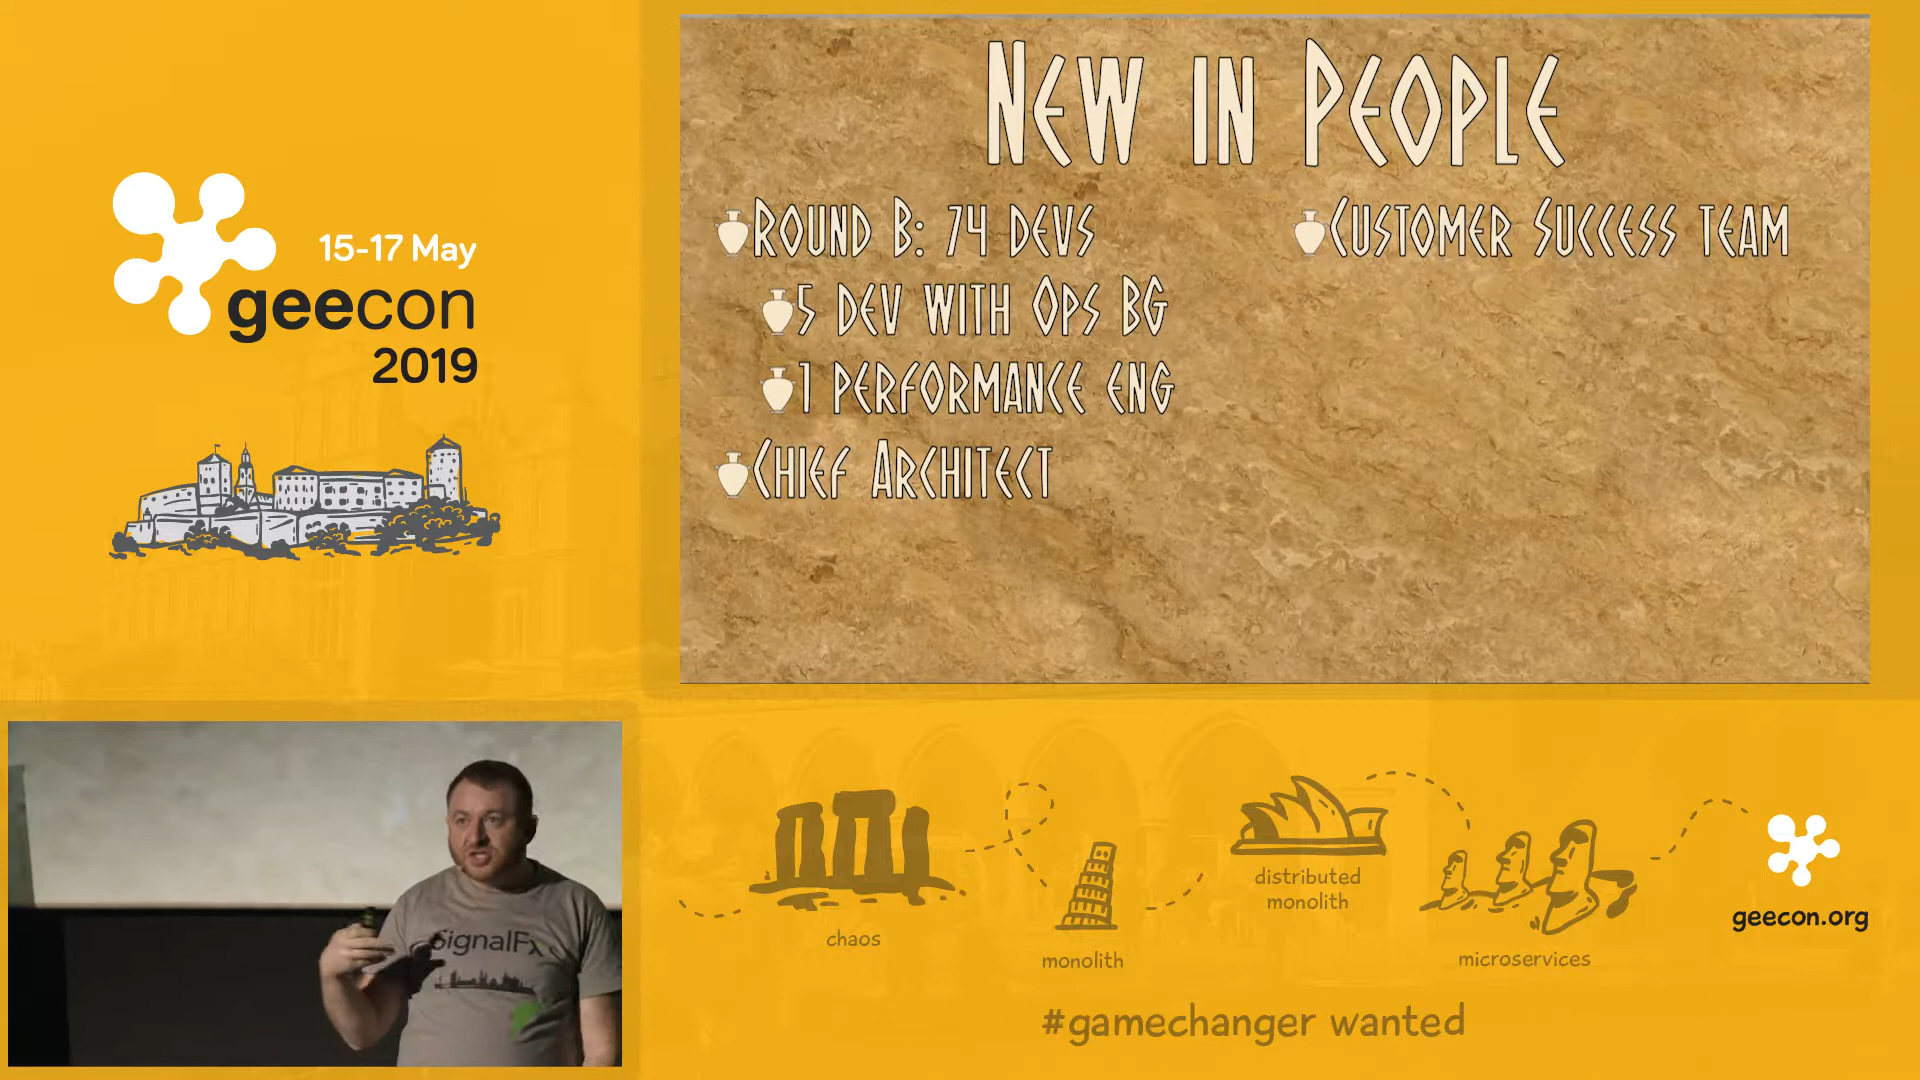 15-17 May
geecon
2019
NEW IN PEOPLE
ROUND B: 74 DEVS
5 DEV WITH OPS BG
1 PERFORMANCE ENG
CHIEF ARCHITECT
CUSTOMER SUCCESS TEAM
SignalFx
chaos
monolith
distributed
monolith
microservices
geecon.org
#gamechanger wanted